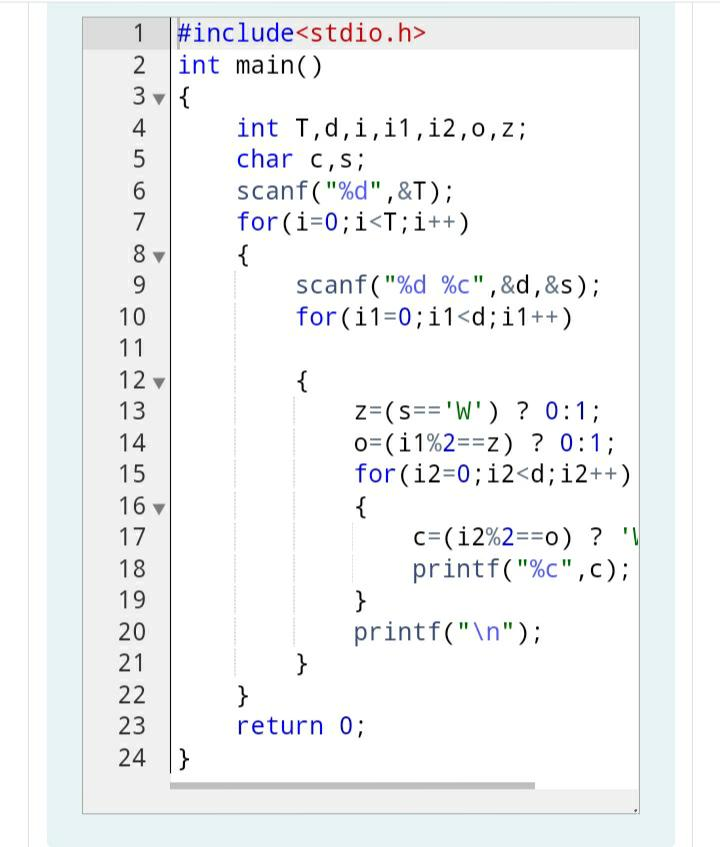 1 #include<stdio.h>
2 int main()
3 {
4 int T,d,i,i1,i2,o,z;
5 char c,s;
6 scanf("%d",&T);
7 for(i=0;i<T;i++)
8 {
9 scanf("%d %c",&d,&s);
10 for(i1=0;i1<d;i1++)
11
12 {
13 z=(s=='W') ? 0:1;
14 o=(i1%2==z) ? 0:1;
15 for(i2=0;i2<d;i2++)
16 {
17 c=(i2%2==o) ? '
18 printf("%c",c);
19 }
20 printf("\n");
21 }
22 }
23 return 0;
24 }